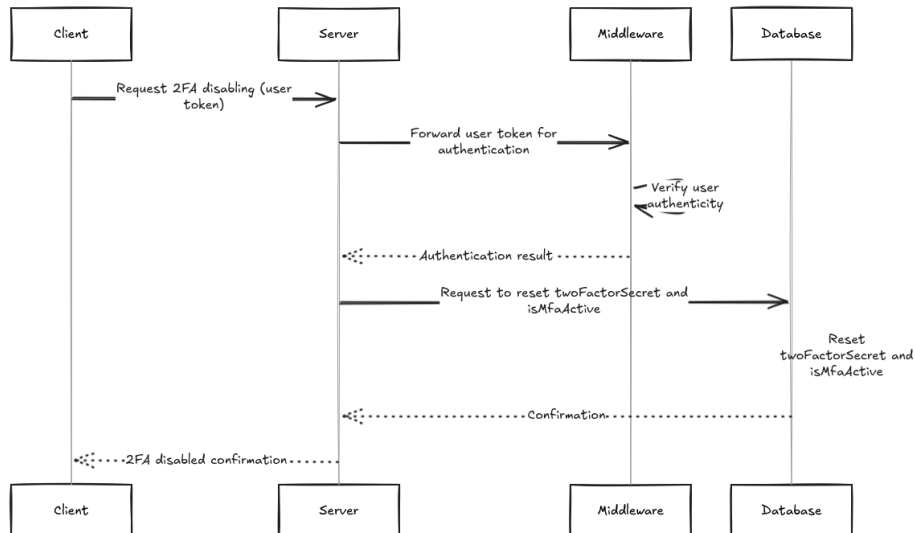 Client
Server
Middleware
Database
Request 2FA disabling (user
token)
Forward user token for
authentication
Verify user
authenticity
Authentication result
Request to reset twoFactorSecret and
isMfaActive
Reset
twoFactorSecret and
isMfaActive
Confirmation
2FA disabled confirmation
Client
Server
Middleware
Database